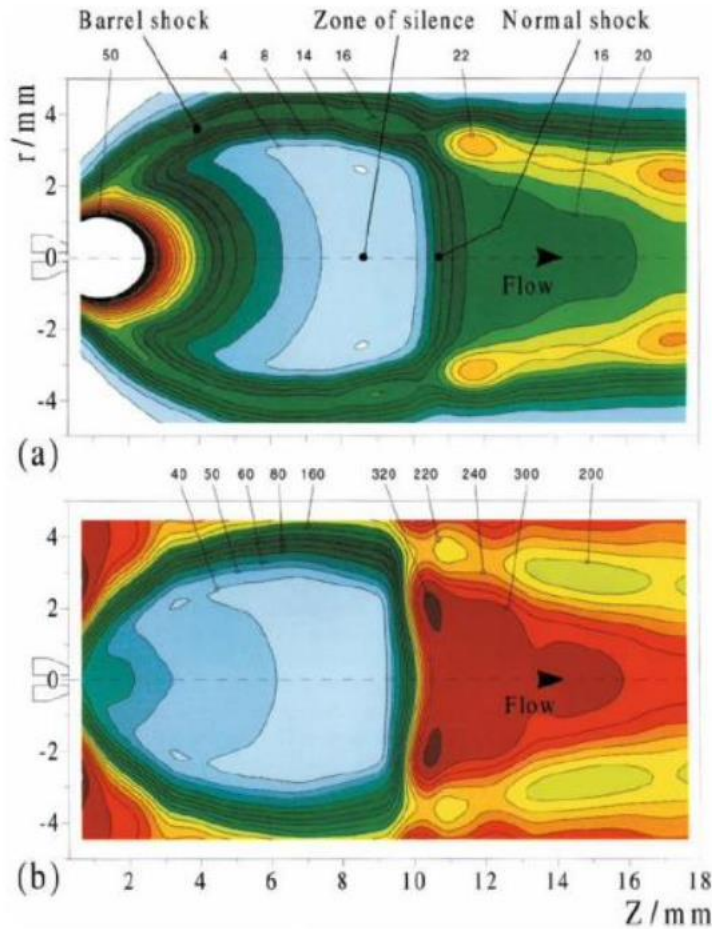 Barrel shock Zone of silence Normal shock
50 4 8 14 16 22 16 20
r/mm
4
2
0
-2
-4
Flow
(a)
40 50 60 80 160 320 220 240 300 200
4
2
0
-2
-4
Flow
(b)
2 4 6 8 10 12 14 16 18
Z/mm